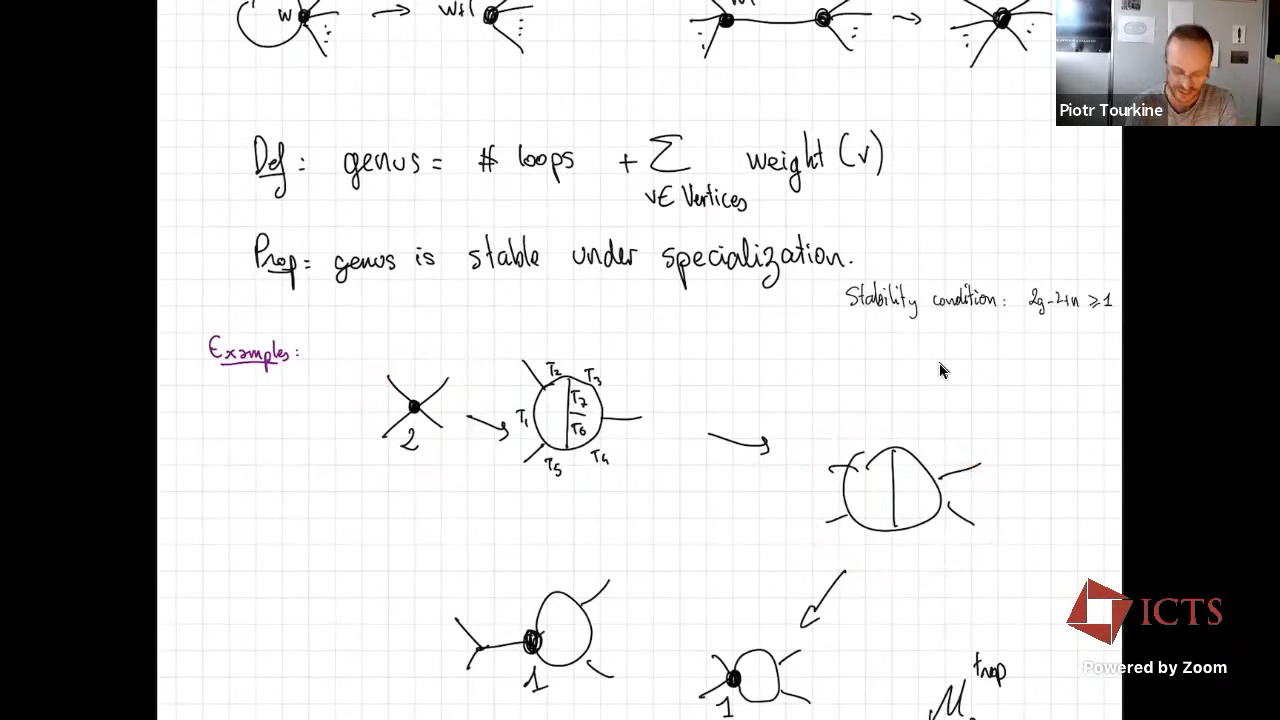 w → w+1 →
Piotr Tourkine
Def: genus = # loops + Σ weight (v)
v∈ Vertices
Prop= genus is stable under specialization.
Stability condition: 2g-2+n ≥ 1
Examples:
T₂ T₃
T₇
T₁
T₆
T₅ T₄
2
1
1
trop
M
ICTS
Powered by Zoom